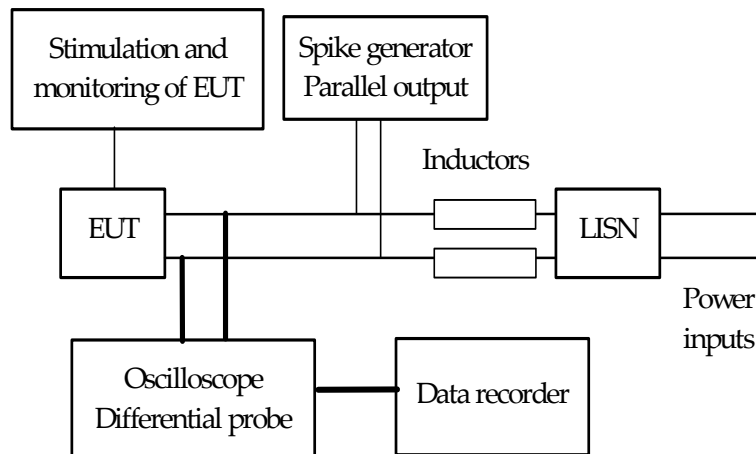 Stimulation and
monitoring of EUT
Spike generator
Parallel output
Inductors
EUT
LISN
Power
inputs
Oscilloscope
Differential probe
Data recorder